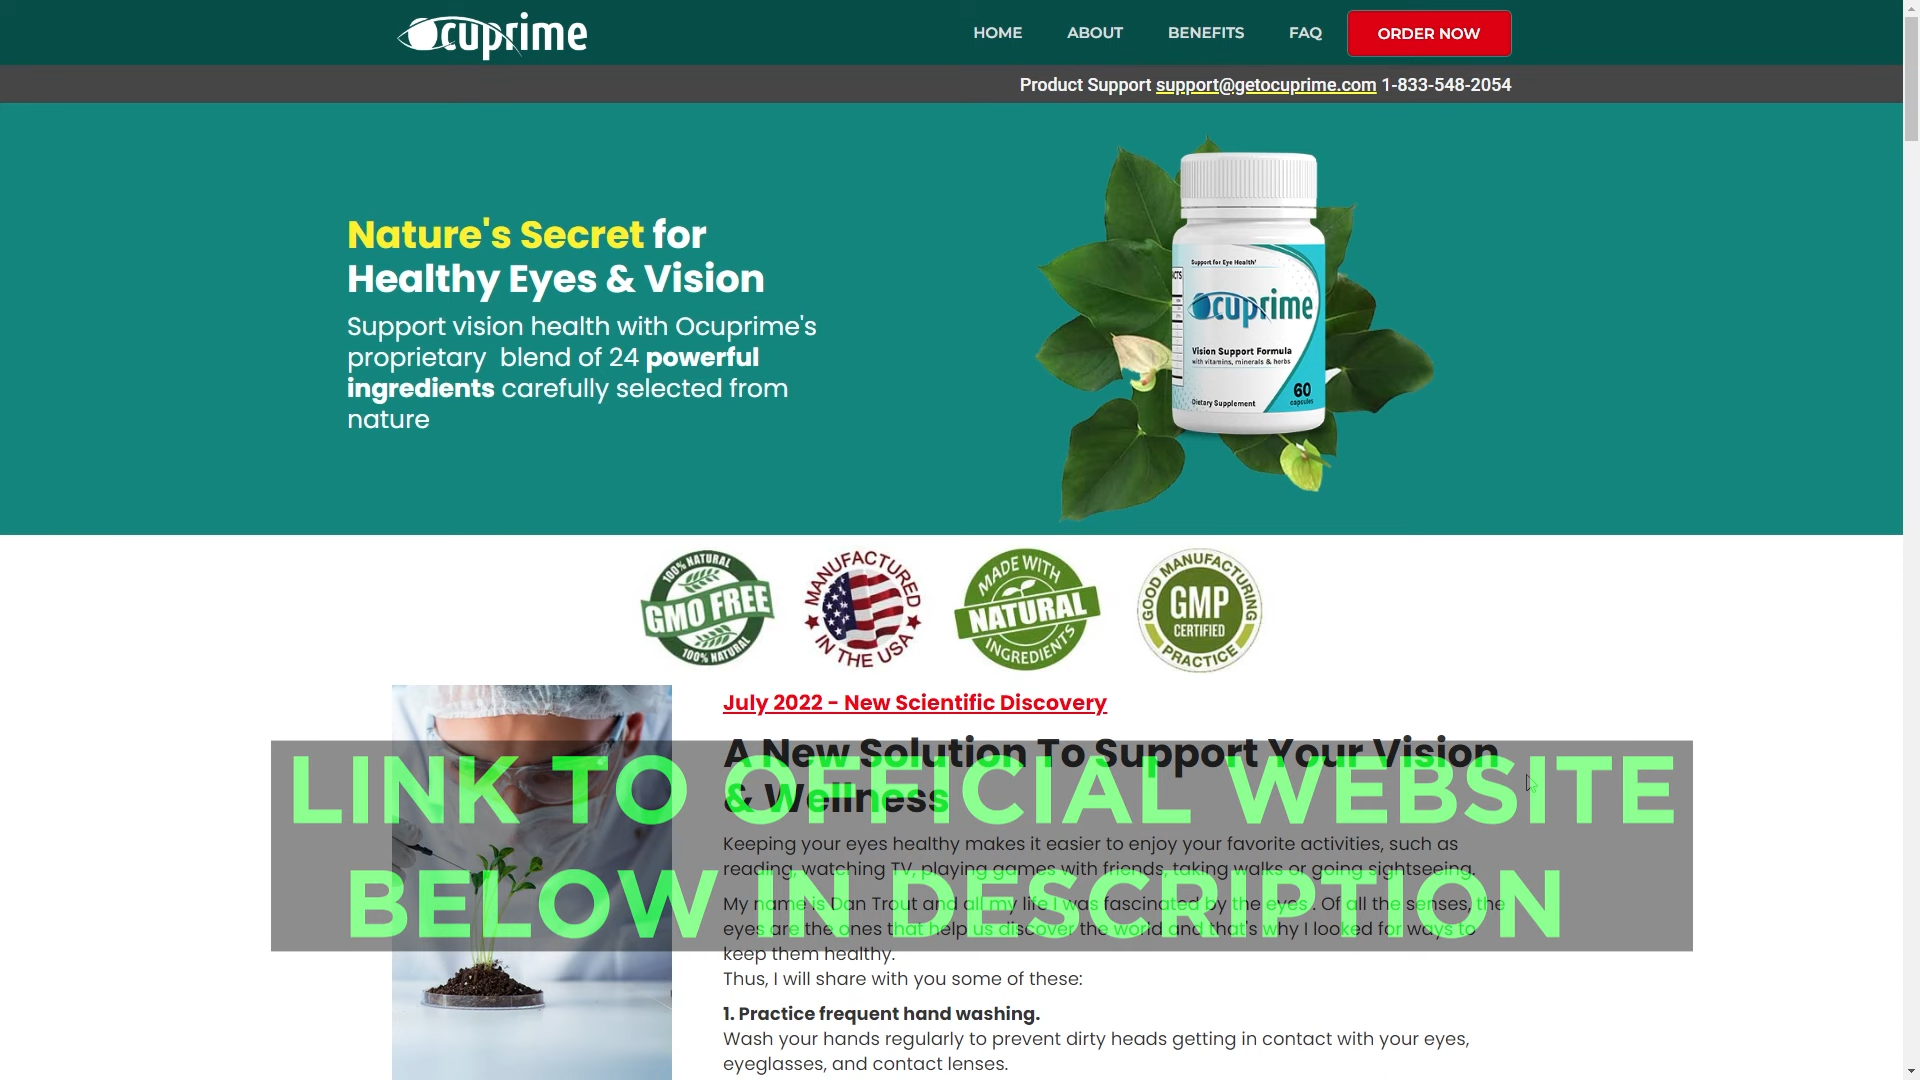 Ocuprime
HOME ABOUT BENEFITS FAQ ORDER NOW
Product Support support@getocuprime.com 1-833-548-2054
Nature's Secret for
Healthy Eyes & Vision
Support vision health with Ocuprime's
proprietary blend of 24 powerful
ingredients carefully selected from
nature
Support for Eye Health¹
Ocuprime
Vision Support Formula
with vitamins, minerals & herbs
60
capsules
Dietary Supplement
100% NATURAL
GMO FREE
100% NATURAL
MANUFACTURED
IN THE USA
MADE WITH
NATURAL
INGREDIENTS
GOOD MANUFACTURING
GMP
CERTIFIED
PRACTICE
July 2022 - New Scientific Discovery
A New Solution To Support Your Vision
& Wellness
LINK TO OFFICIAL WEBSITE
BELOW IN DESCRIPTION
Keeping your eyes healthy makes it easier to enjoy your favorite activities, such as
reading, watching TV, playing games with friends, taking walks or going sightseeing.
My name is Dan Trout and all my life I was fascinated by the eyes . Of all the senses, the
eyes are the ones that help us discover the world and that's why I looked for ways to
keep them healthy.
Thus, I will share with you some of these:
1. Practice frequent hand washing.
Wash your hands regularly to prevent dirty heads getting in contact with your eyes,
eyeglasses, and contact lenses.